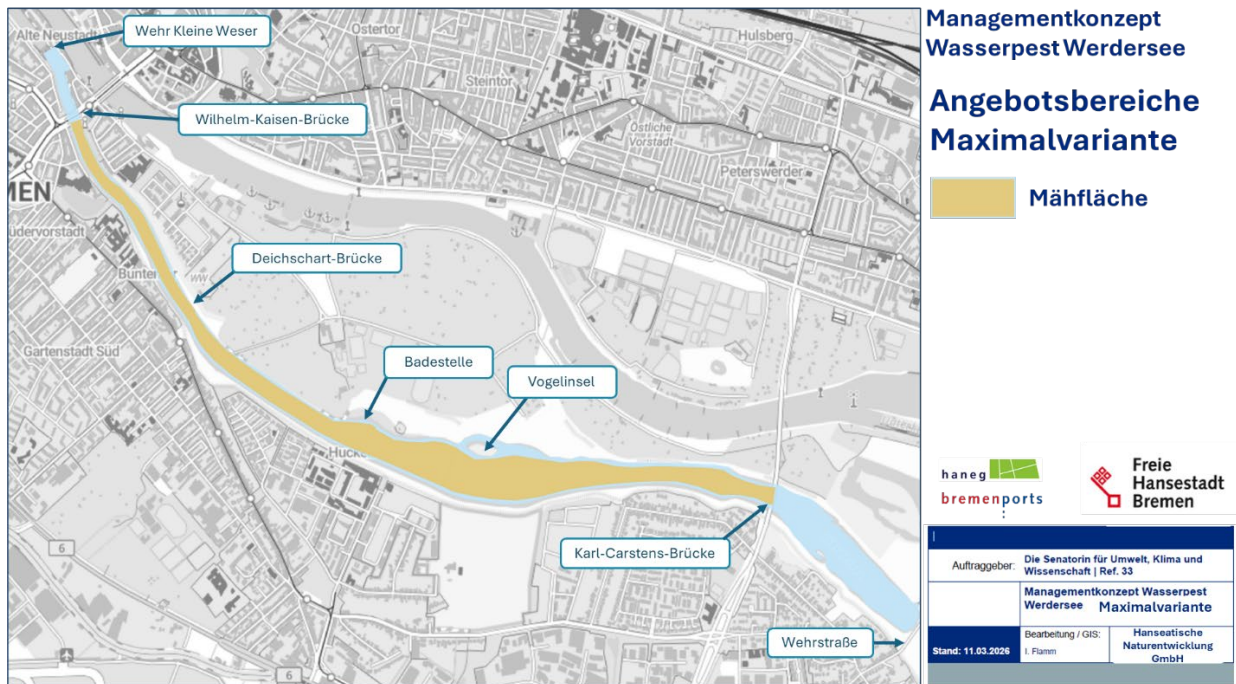 Managementkonzept
Wasserpest Werdersee
Angebotsbereiche
Maximalvariante
Mähfläche
Alte Neustadt
Wehr Kleine Weser
Ostertor
Hulsberg
Steintor
Wilhelm-Kaisen-Brücke
Östliche
Vorstadt
Peterswerder
MEN
üdervorstadt
Deichschart-Brücke
WW
Gartenstadt Süd
Badestelle
Vogelinsel
Hucke
6
Karl-Carstens-Brücke
Wehrstraße
6
haneg
bremenports
Freie
Hansestadt
Bremen
Auftraggeber:
Die Senatorin für Umwelt, Klima und
Wissenschaft | Ref. 33
Managementkonzept Wasserpest
Werdersee Maximalvariante
Stand: 11.03.2026
Bearbeitung / GIS:
I. Flamm
Hanseatische
Naturentwicklung
GmbH